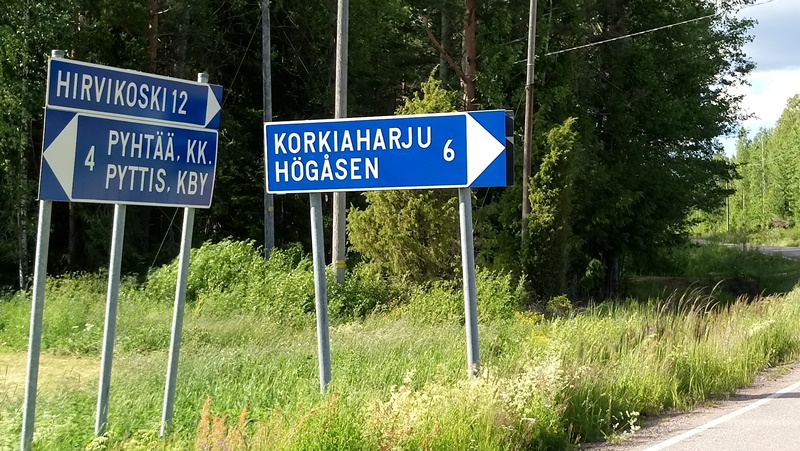 HIRVIKOSKI 12
4 PYHTÄÄ, KK.
PYTTIS, KBY
KORKIAHARJU 6
HÖGÅSEN